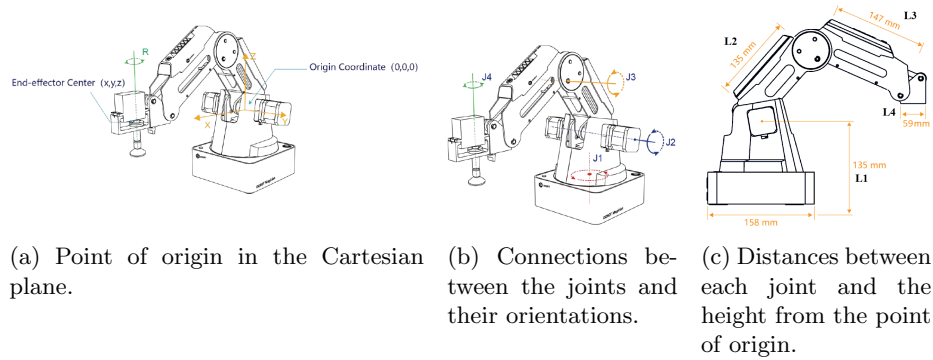 R
Z
Origin Coordinate (0,0,0)
End-effector Center (x,y,z)
X
Y
J4
J3
J2
J1
L3
147 mm
L2
135 mm
L4
59mm
135 mm
L1
158 mm
(a) Point of origin in the Cartesian
plane.
(b) Connections be-
tween the joints and
their orientations.
(c) Distances between
each joint and the
height from the point
of origin.